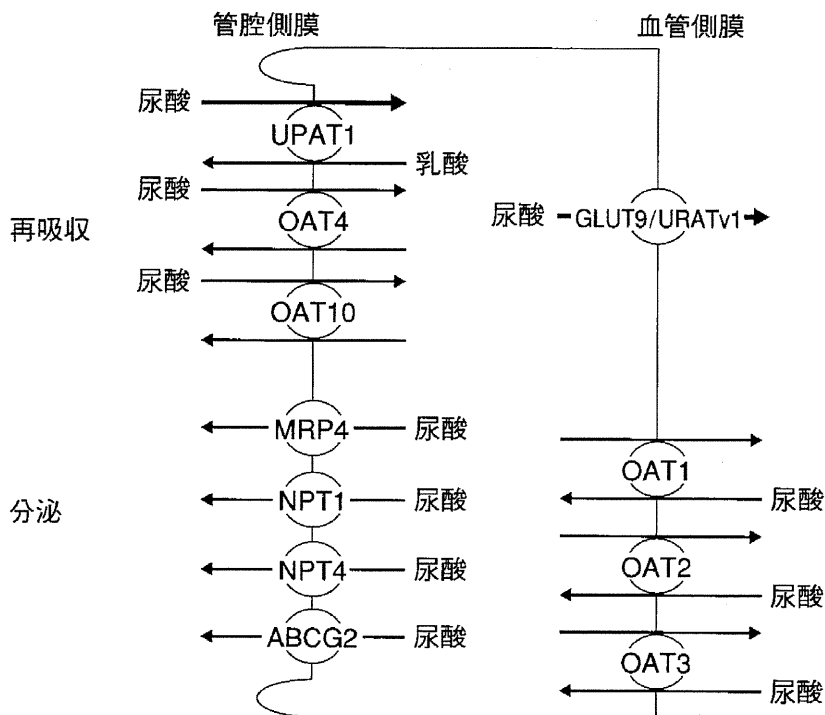 管腔側膜
血管側膜
尿酸
UPAT1
乳酸
尿酸
OAT4
尿酸
OAT10
再吸収
尿酸
GLUT9/URATv1
分泌
MRP4
尿酸
NPT1
尿酸
NPT4
尿酸
ABCG2
尿酸
OAT1
尿酸
OAT2
尿酸
OAT3
尿酸